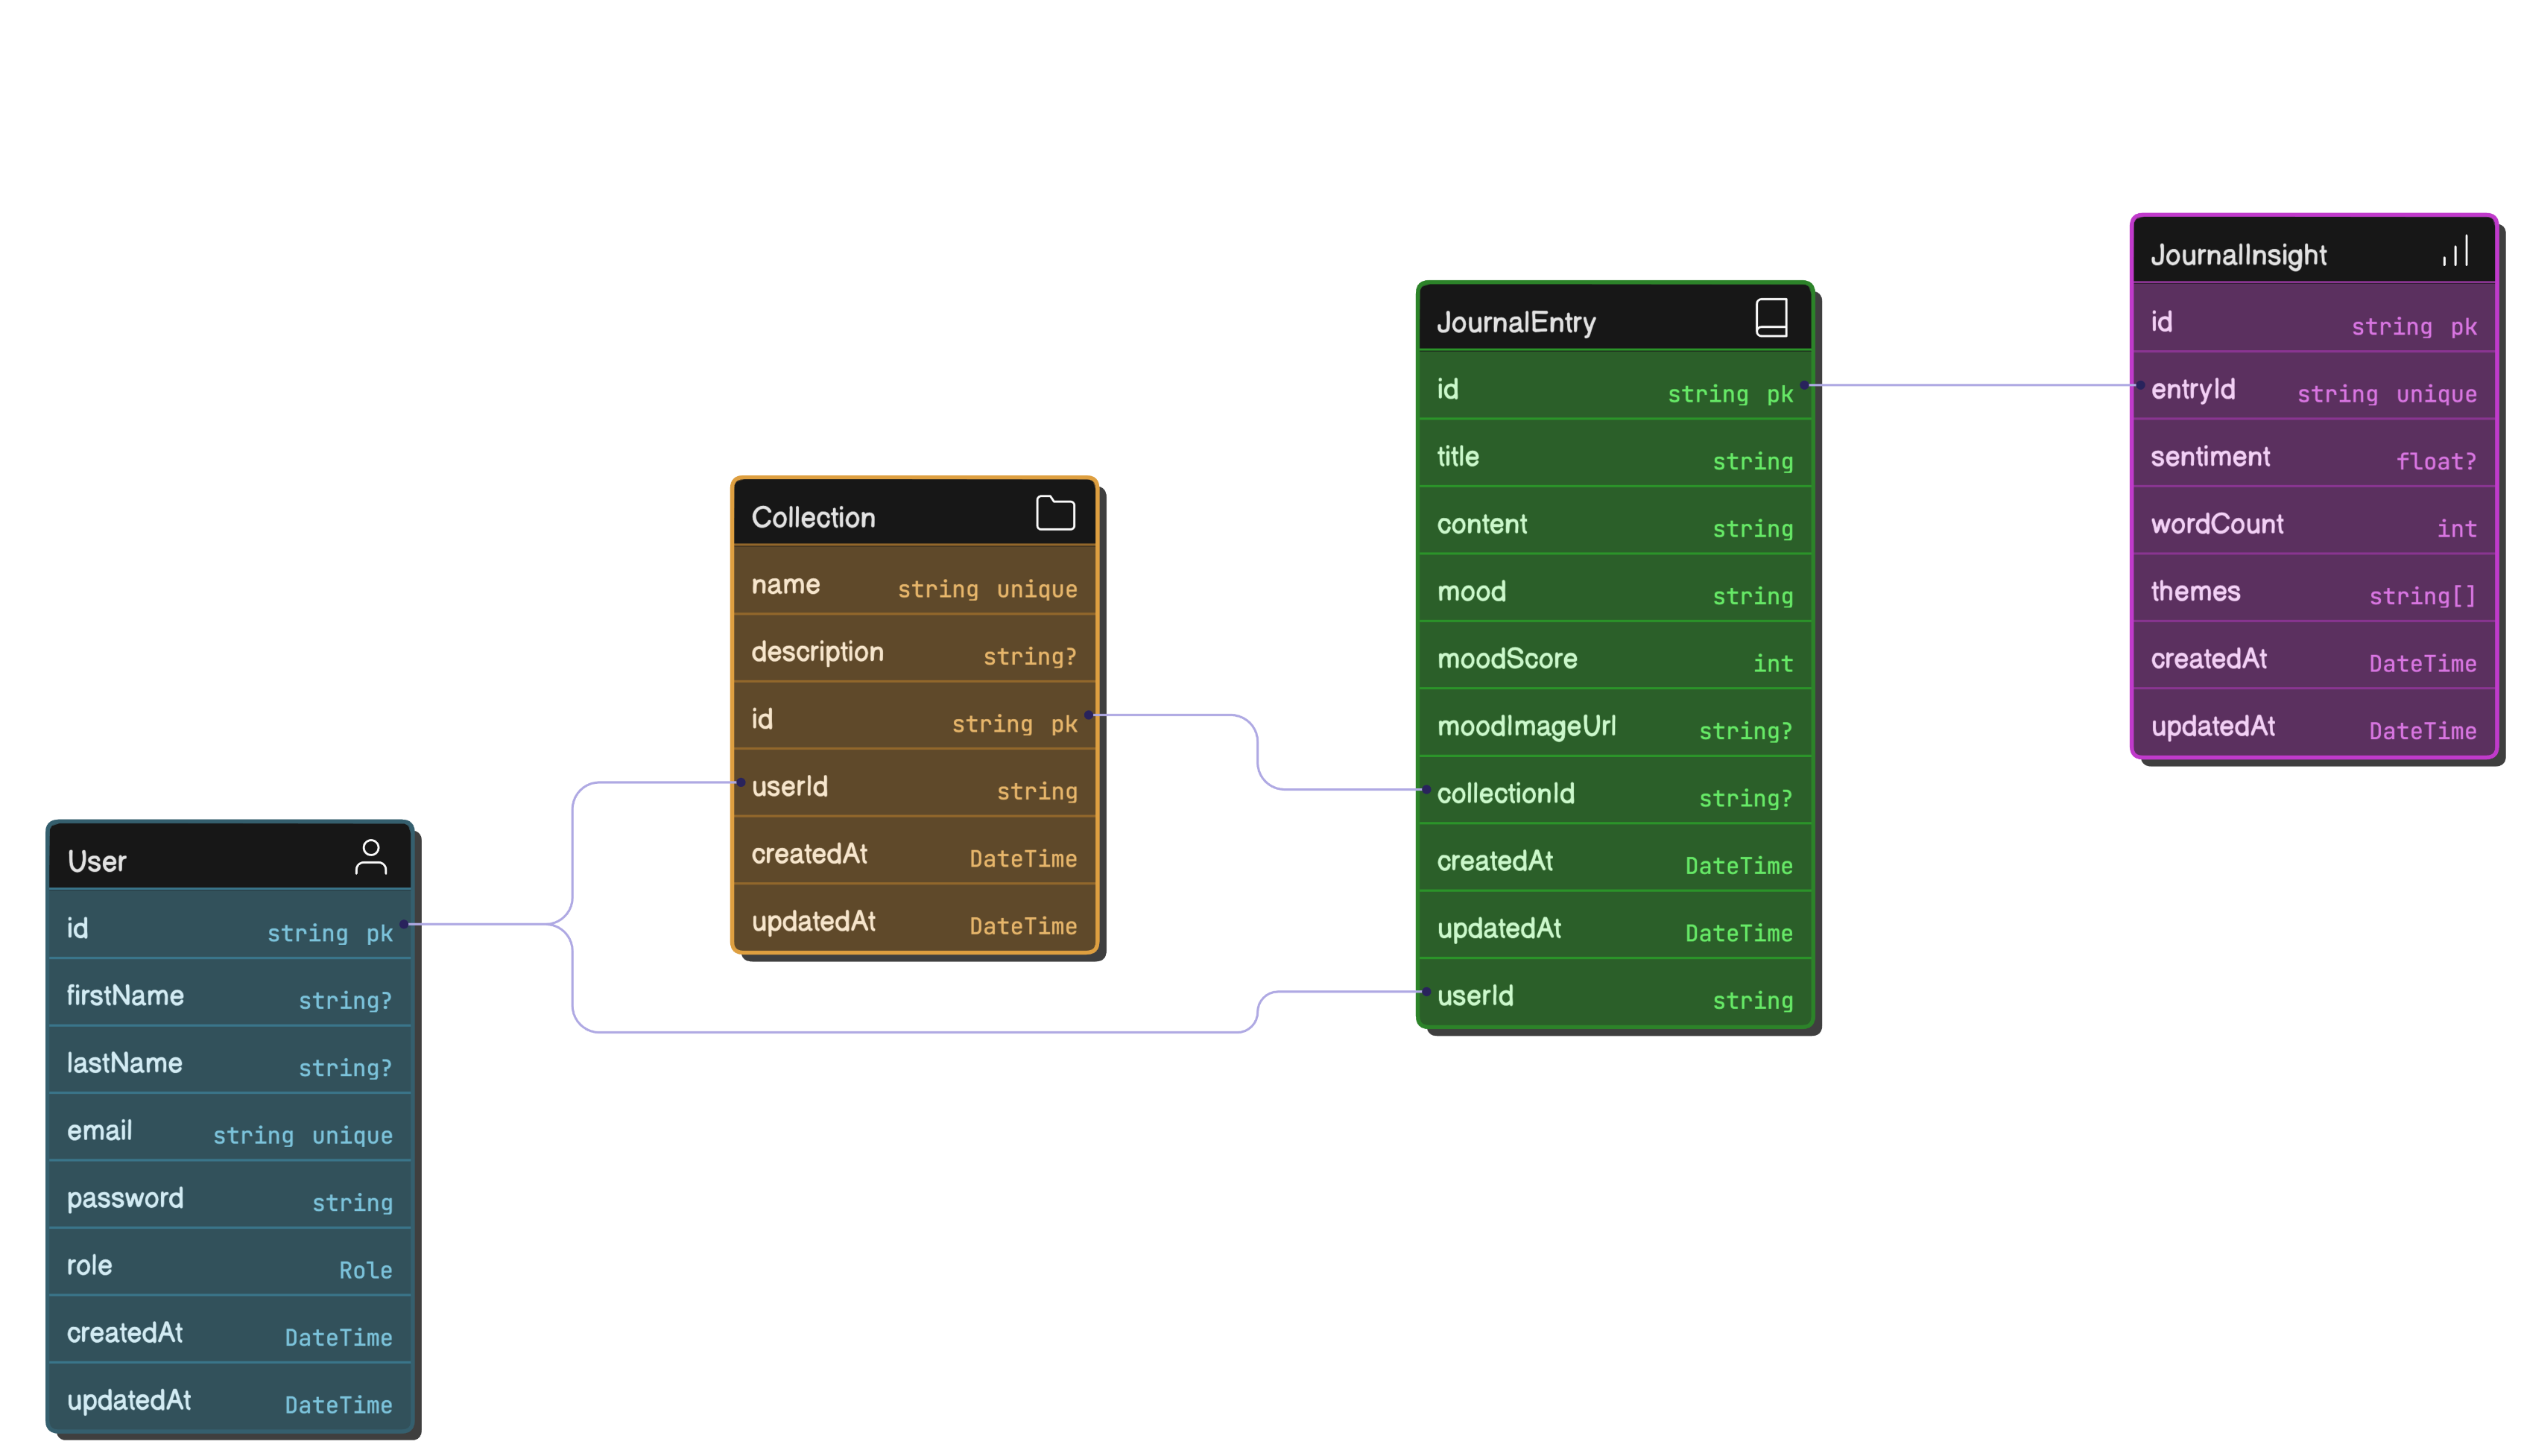 User
id string pk
firstName string?
lastName string?
email string unique
password string
role Role
createdAt DateTime
updatedAt DateTime
Collection
name string unique
description string?
id string pk
userId string
createdAt DateTime
updatedAt DateTime
JournalEntry
id string pk
title string
content string
mood string
moodScore int
moodImageUrl string?
collectionId string?
createdAt DateTime
updatedAt DateTime
userId string
JournalInsight
id string pk
entryId string unique
sentiment float?
wordCount int
themes string[]
createdAt DateTime
updatedAt DateTime